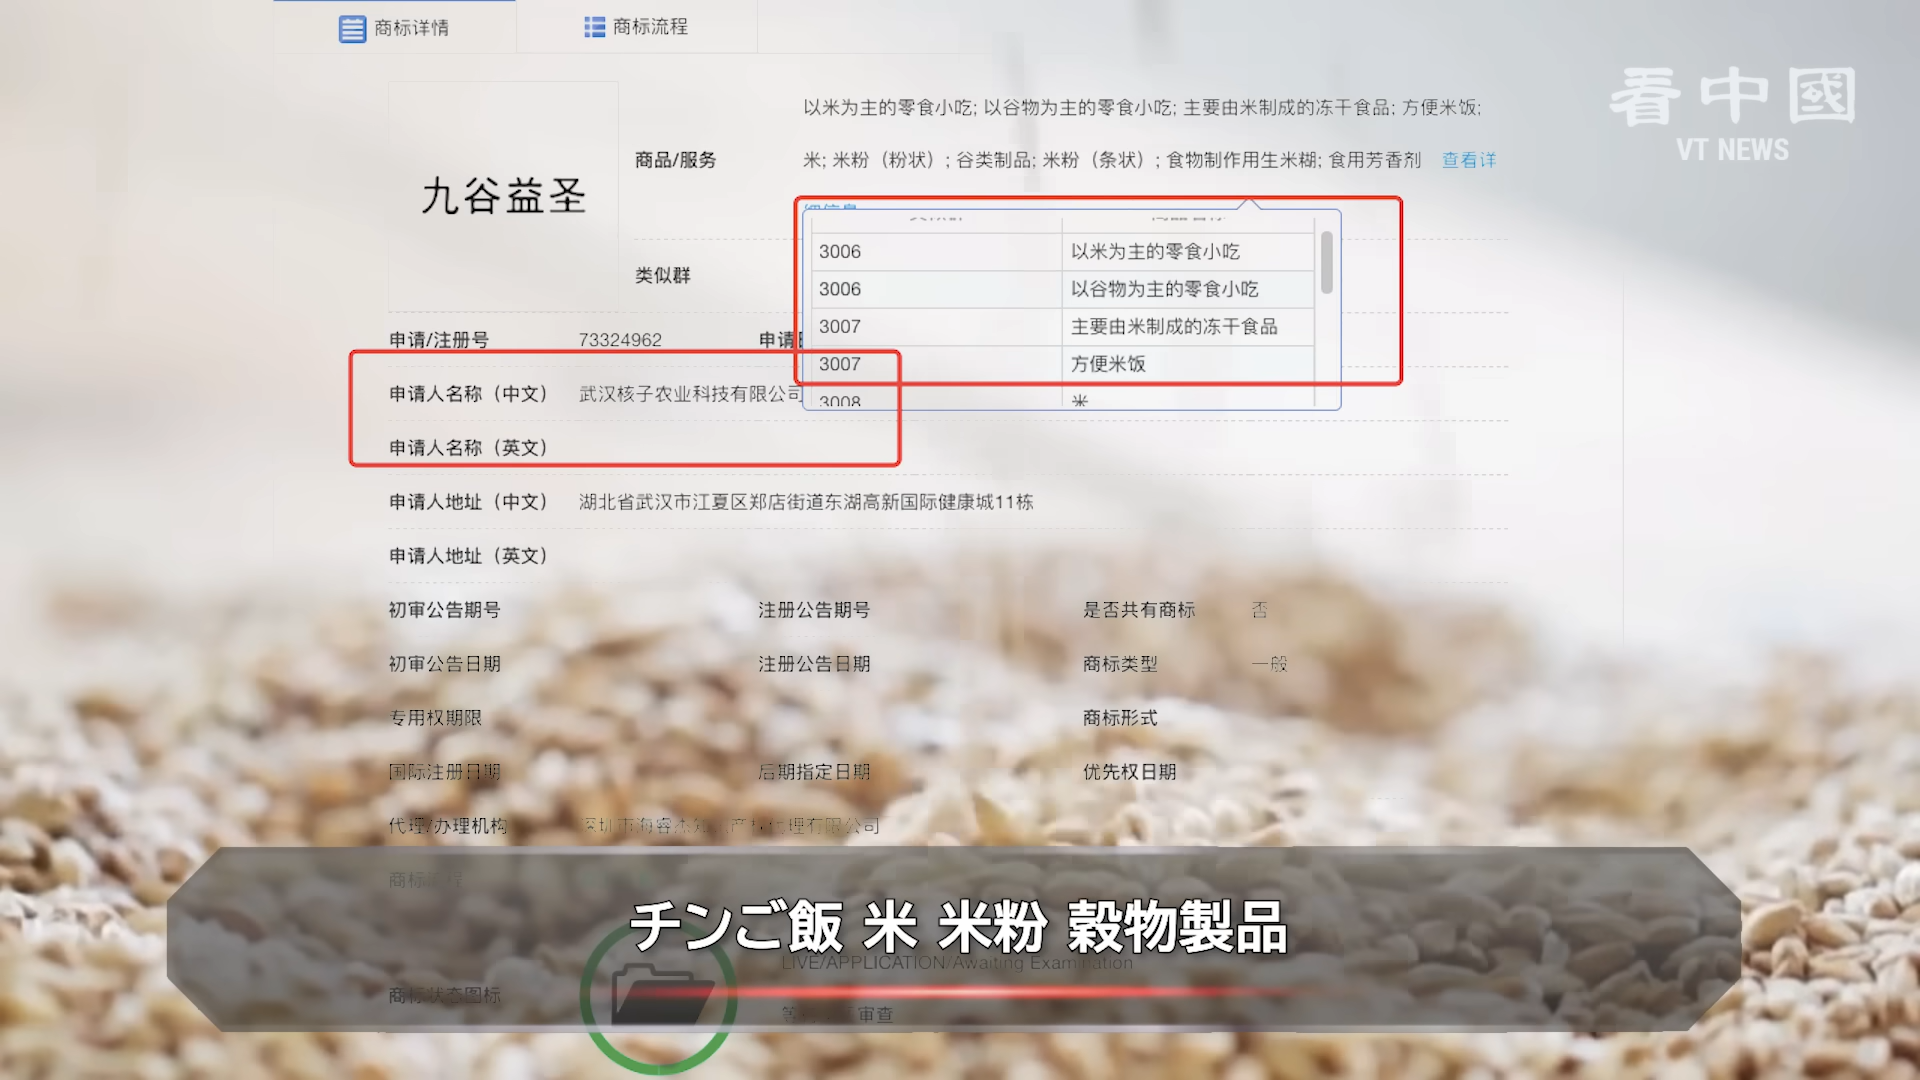 商标详情
商标流程
看中國
VT NEWS
九谷益圣
商品/服务
以米为主的零食小吃; 以谷物为主的零食小吃; 主要由米制成的冻干食品; 方便米饭;
米; 米粉（粉状）; 谷类制品; 米粉（条状）; 食物制作用生米糊; 食用芳香剂 查看详
类似群
3006 以米为主的零食小吃
3006 以谷物为主的零食小吃
3007 主要由米制成的冻干食品
3007 方便米饭
3008 米
申请/注册号 73324962 申请
申请人名称（中文） 武汉核子农业科技有限公司
申请人名称（英文）
申请人地址（中文） 湖北省武汉市江夏区郑店街道东湖高新国际健康城11栋
申请人地址（英文）
初审公告期号 注册公告期号 是否共有商标 否
初审公告日期 注册公告日期 商标类型 一般
专用权期限 商标形式
国际注册日期 后期指定日期 优先权日期
代理/办理机构
チンご飯 米 米粉 穀物製品
LIVE/APPLICATION/Awaiting Examination
商标状态图标
审查